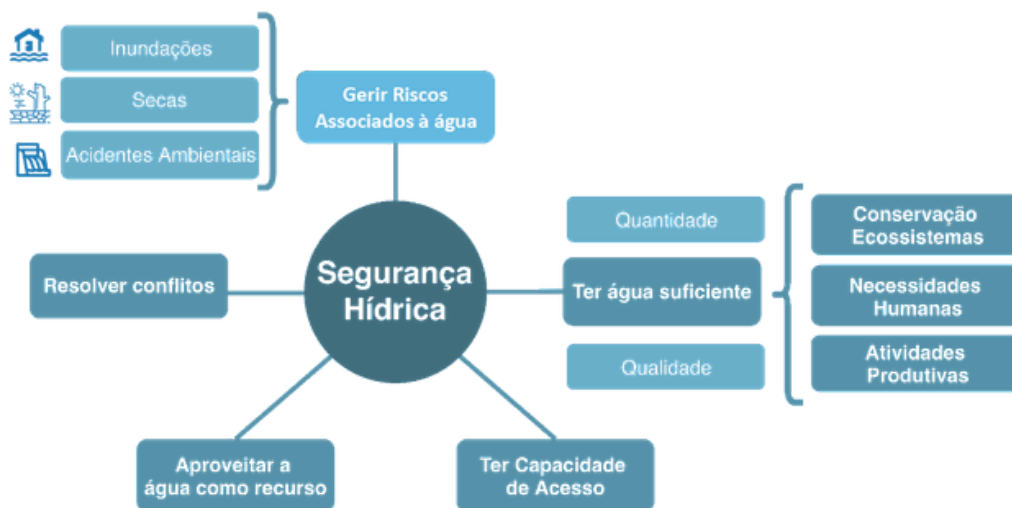 Inundações
Secas
Acidentes Ambientais
Gerir Riscos
Associados à água
Segurança
Hídrica
Resolver conflitos
Quantidade
Ter água suficiente
Qualidade
Conservação
Ecossistemas
Necessidades
Humanas
Atividades
Produtivas
Aproveitar a
água como recurso
Ter Capacidade
de Acesso